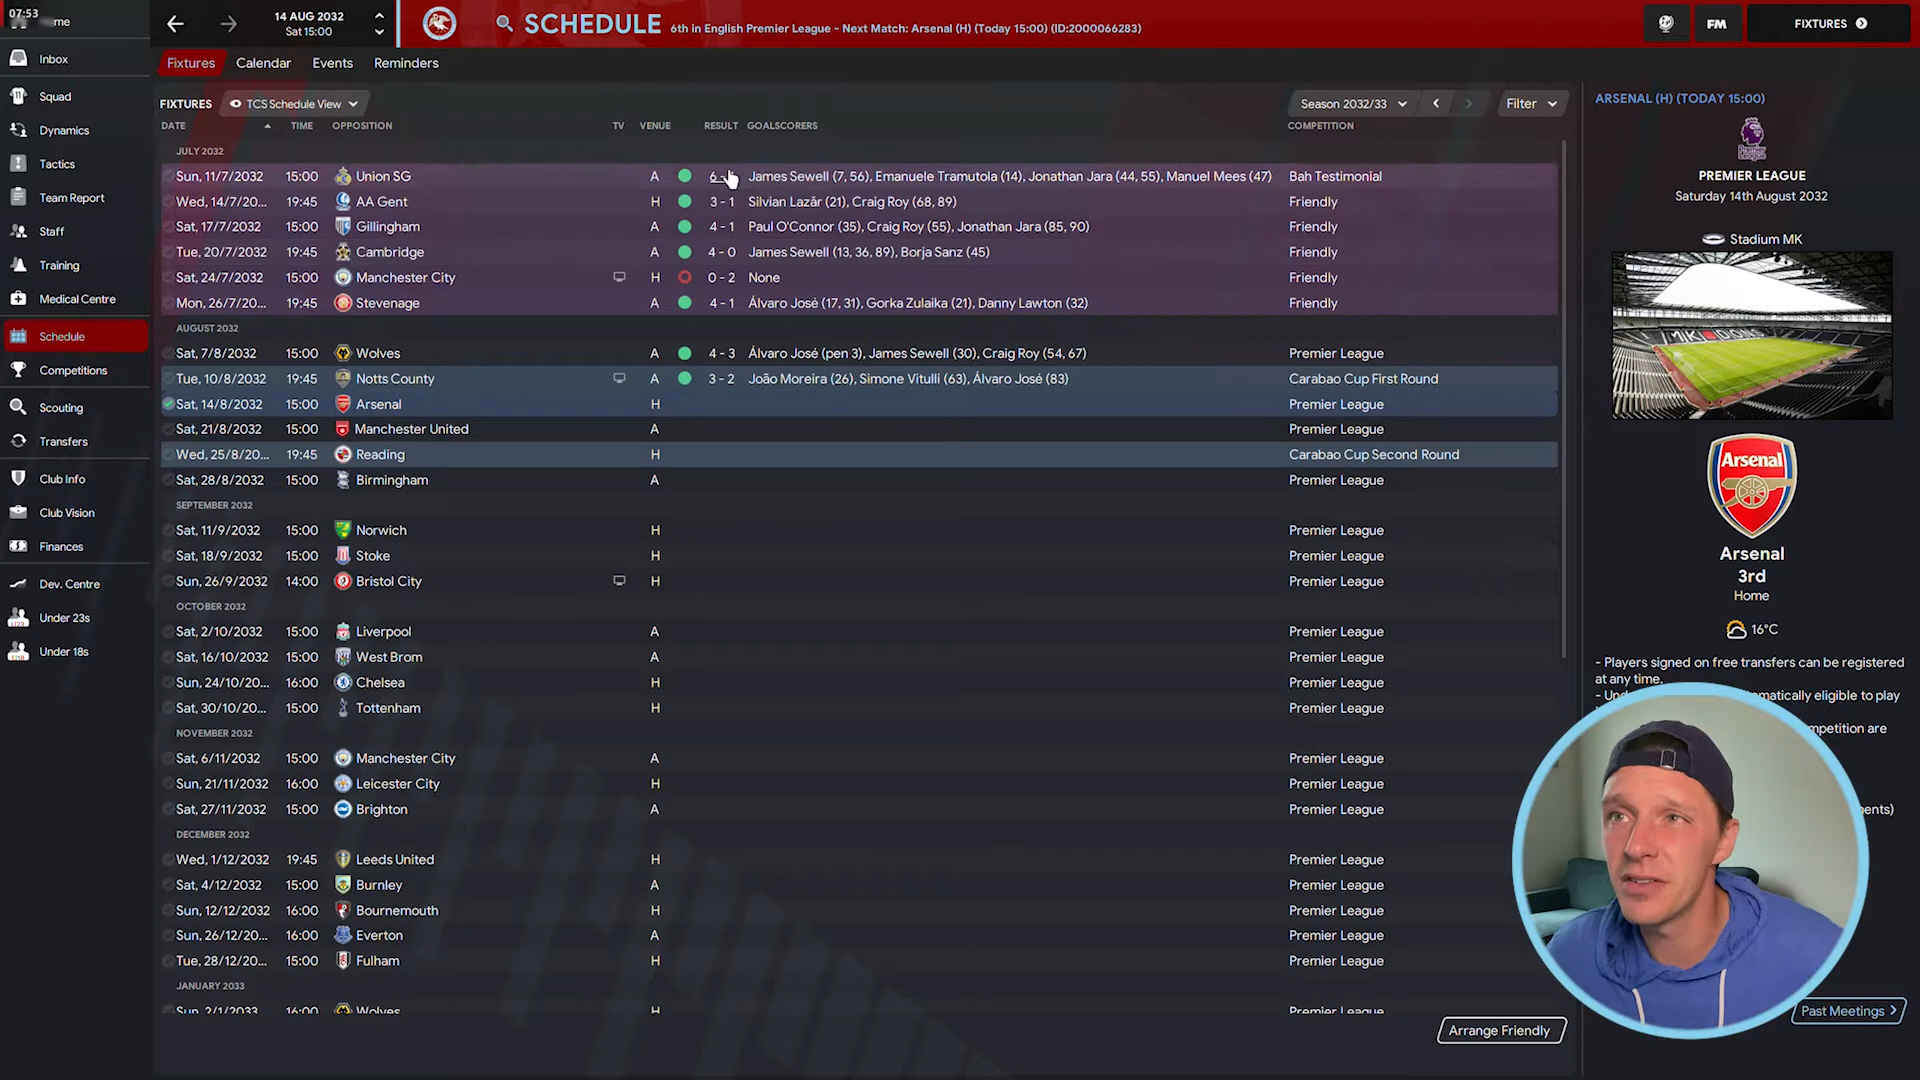 07:53
14 AUG 2032
Sat 15:00
SCHEDULE
6th in English Premier League - Next Match: Arsenal (H) (Today 15:00) (ID:2000066283)
FM
FIXTURES
Inbox
Squad
Dynamics
Tactics
Team Report
Staff
Training
Medical Centre
Schedule
Competitions
Scouting
Transfers
Club Info
Club Vision
Finances
Dev. Centre
Under 23s
Under 18s
Fixtures Calendar Events Reminders
FIXTURES TCS Schedule View Season 2032/33 Filter
DATE TIME OPPOSITION TV VENUE RESULT GOALSCORERS COMPETITION
JULY 2032
Sun, 11/7/2032 15:00 Union SG A 6 - James Sewell (7, 56), Emanuele Tramutola (14), Jonathan Jara (44, 55), Manuel Mees (47) Bah Testimonial
Wed, 14/7/20... 19:45 AA Gent H 3 - 1 Silvian Lazăr (21), Craig Roy (68, 89) Friendly
Sat, 17/7/2032 15:00 Gillingham A 4 - 1 Paul O'Connor (35), Craig Roy (55), Jonathan Jara (85, 90) Friendly
Tue, 20/7/2032 19:45 Cambridge A 4 - 0 James Sewell (13, 36, 89), Borja Sanz (45) Friendly
Sat, 24/7/2032 15:00 Manchester City H 0 - 2 None Friendly
Mon, 26/7/20... 19:45 Stevenage A 4 - 1 Álvaro José (17, 31), Gorka Zulaika (21), Danny Lawton (32) Friendly
AUGUST 2032
Sat, 7/8/2032 15:00 Wolves A 4 - 3 Álvaro José (pen 3), James Sewell (30), Craig Roy (54, 67) Premier League
Tue, 10/8/2032 19:45 Notts County A 3 - 2 João Moreira (26), Simone Vitulli (63), Álvaro José (83) Carabao Cup First Round
Sat, 14/8/2032 15:00 Arsenal H Premier League
Sat, 21/8/2032 15:00 Manchester United A Premier League
Wed, 25/8/20... 19:45 Reading H Carabao Cup Second Round
Sat, 28/8/2032 15:00 Birmingham A Premier League
SEPTEMBER 2032
Sat, 11/9/2032 15:00 Norwich H Premier League
Sat, 18/9/2032 15:00 Stoke H Premier League
Sun, 26/9/2032 14:00 Bristol City H Premier League
OCTOBER 2032
Sat, 2/10/2032 15:00 Liverpool A Premier League
Sat, 16/10/2032 15:00 West Brom A Premier League
Sun, 24/10/20... 16:00 Chelsea H Premier League
Sat, 30/10/20... 15:00 Tottenham H Premier League
NOVEMBER 2032
Sat, 6/11/2032 15:00 Manchester City A Premier League
Sun, 21/11/2032 16:00 Leicester City H Premier League
Sat, 27/11/2032 15:00 Brighton A Premier League
DECEMBER 2032
Wed, 1/12/2032 19:45 Leeds United H Premier League
Sat, 4/12/2032 15:00 Burnley A Premier League
Sun, 12/12/2032 16:00 Bournemouth H Premier League
Sun, 26/12/20... 16:00 Everton A Premier League
Tue, 28/12/20... 15:00 Fulham H Premier League
JANUARY 2033
Sun, 2/1/2033 16:00 Wolves H Premier League
Arrange Friendly
ARSENAL (H) (TODAY 15:00)
PREMIER LEAGUE
Saturday 14th August 2032
Stadium MK
MK DONS
Arsenal
Arsenal
3rd
Home
16°C
- Players signed on free transfers can be registered
at any time.
- Und tomatically eligible to play
mpetition are
ents)
Past Meetings